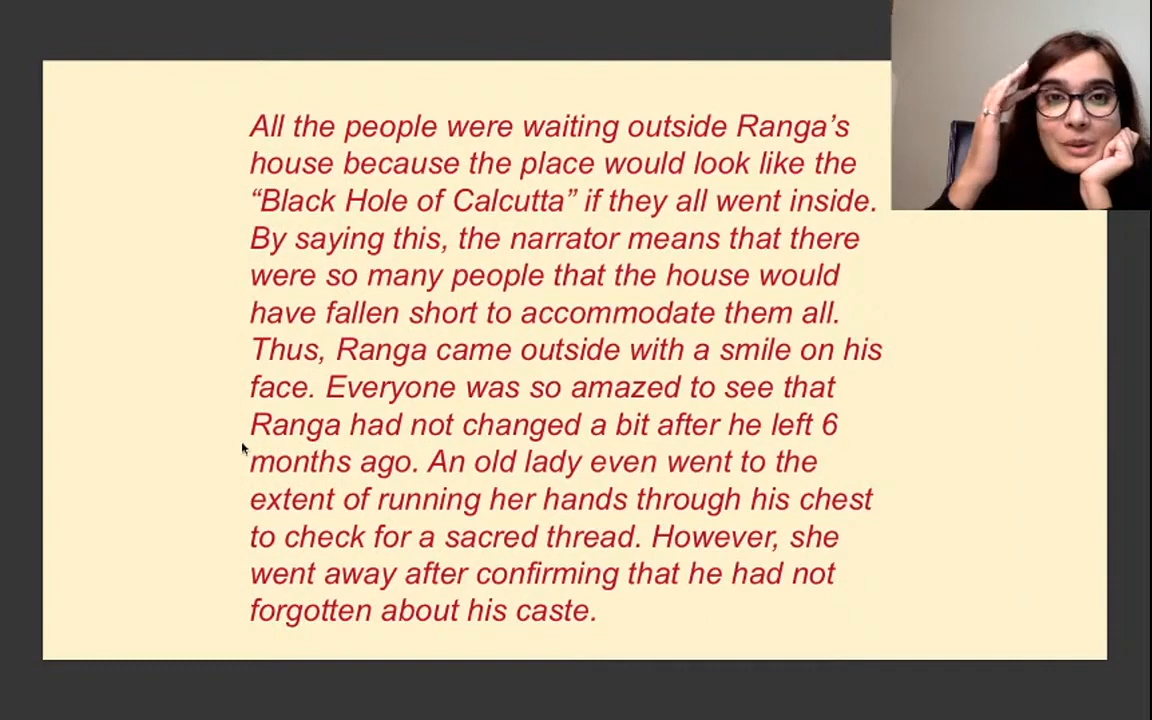 All the people were waiting outside Ranga’s
house because the place would look like the
“Black Hole of Calcutta” if they all went inside.
By saying this, the narrator means that there
were so many people that the house would
have fallen short to accommodate them all.
Thus, Ranga came outside with a smile on his
face. Everyone was so amazed to see that
Ranga had not changed a bit after he left 6
months ago. An old lady even went to the
extent of running her hands through his chest
to check for a sacred thread. However, she
went away after confirming that he had not
forgotten about his caste.